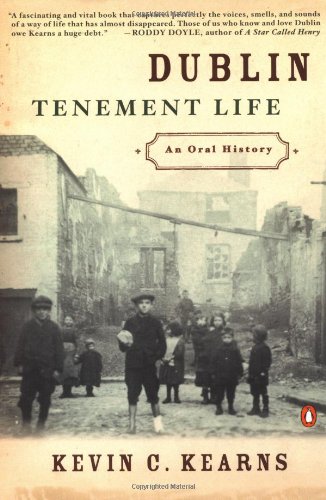 "A fascinating and vital book that captures perfectly the voices, smells, and sounds
of a way of life that has almost disappeared. Those of us who know and love Dublin
owe Kearns a huge debt." —RODDY DOYLE, author of A Star Called Henry
DUBLIN
TENEMENT LIFE
An Oral History
KEVIN C. KEARNS